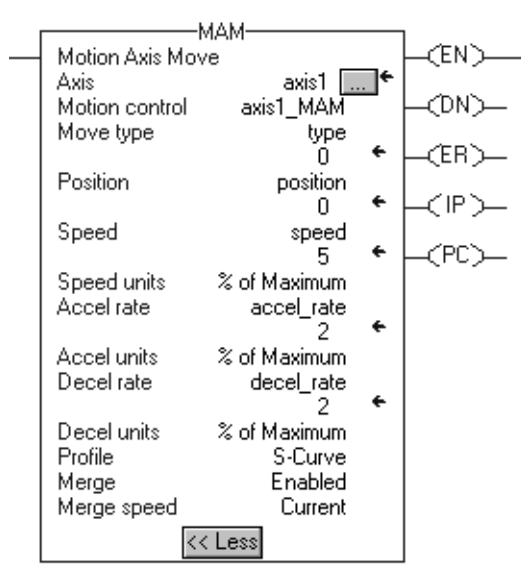 MAM
Motion Axis Move (EN)
Axis axis1 ...
Motion control axis1_MAM (DN)
Move type type
0 (ER)
Position position
0 (IP)
Speed speed
5 (PC)
Speed units % of Maximum
Accel rate accel_rate
2
Accel units % of Maximum
Decel rate decel_rate
2
Decel units % of Maximum
Profile S-Curve
Merge Enabled
Merge speed Current
<< Less